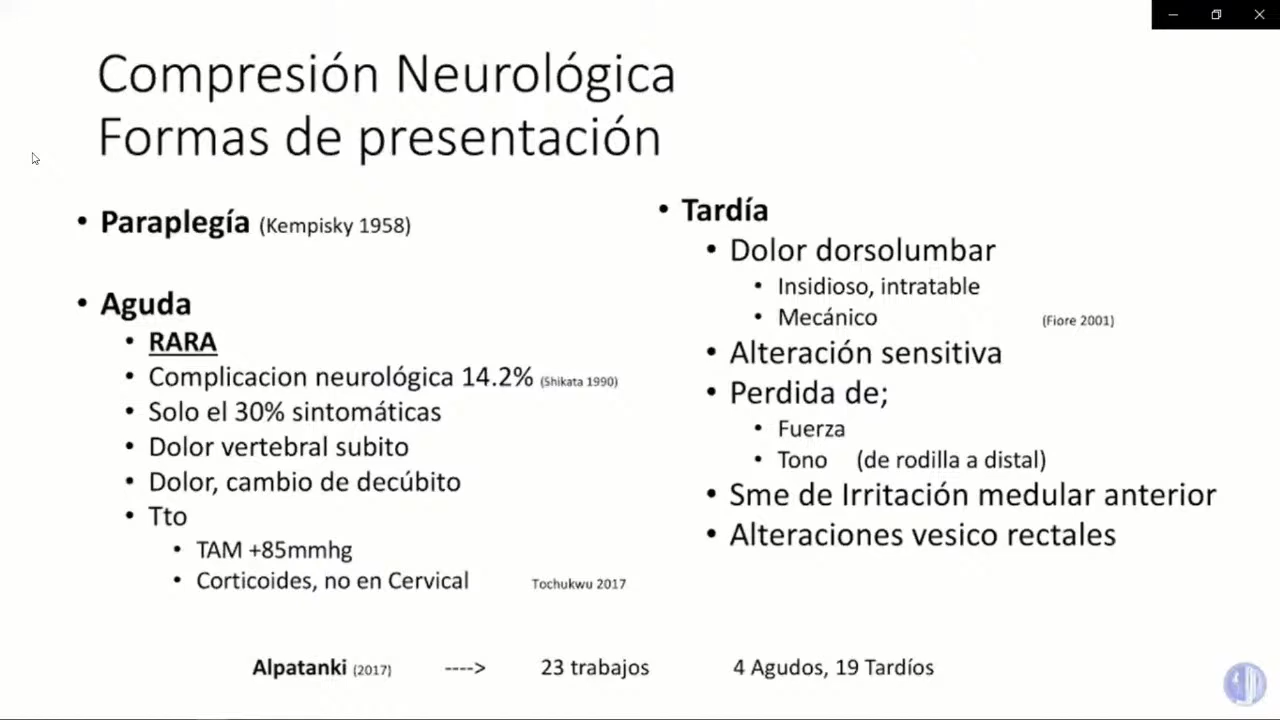 Compresión Neurológica
Formas de presentación
• Paraplegía (Kempisky 1958)
• Aguda
• RARA
• Complicacion neurológica 14.2% (Shikata 1990)
• Solo el 30% sintomáticas
• Dolor vertebral subito
• Dolor, cambio de decúbito
• Tto
• TAM +85mmhg
• Corticoides, no en Cervical Tochukwu 2017
• Tardía
• Dolor dorsolumbar
• Insidioso, intratable
• Mecánico (Fiore 2001)
• Alteración sensitiva
• Perdida de;
• Fuerza
• Tono (de rodilla a distal)
• Sme de Irritación medular anterior
• Alteraciones vesico rectales
Alpatanki (2017) ----> 23 trabajos 4 Agudos, 19 Tardíos